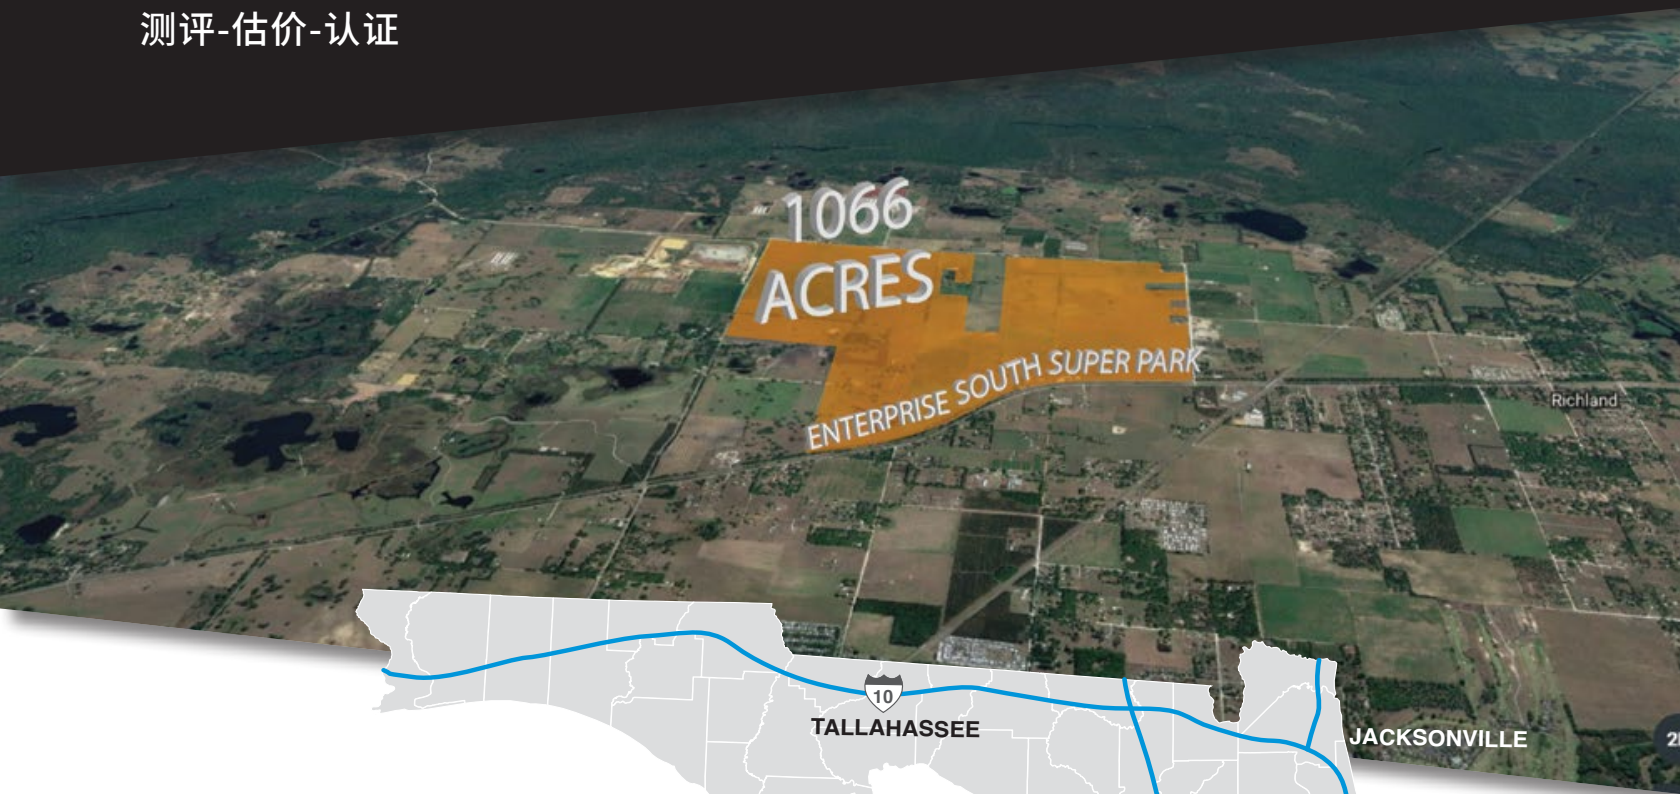 测评-估价-认证
1066
ACRES
ENTERPRISE SOUTH SUPER PARK
Richland
10
TALLAHASSEE
JACKSONVILLE